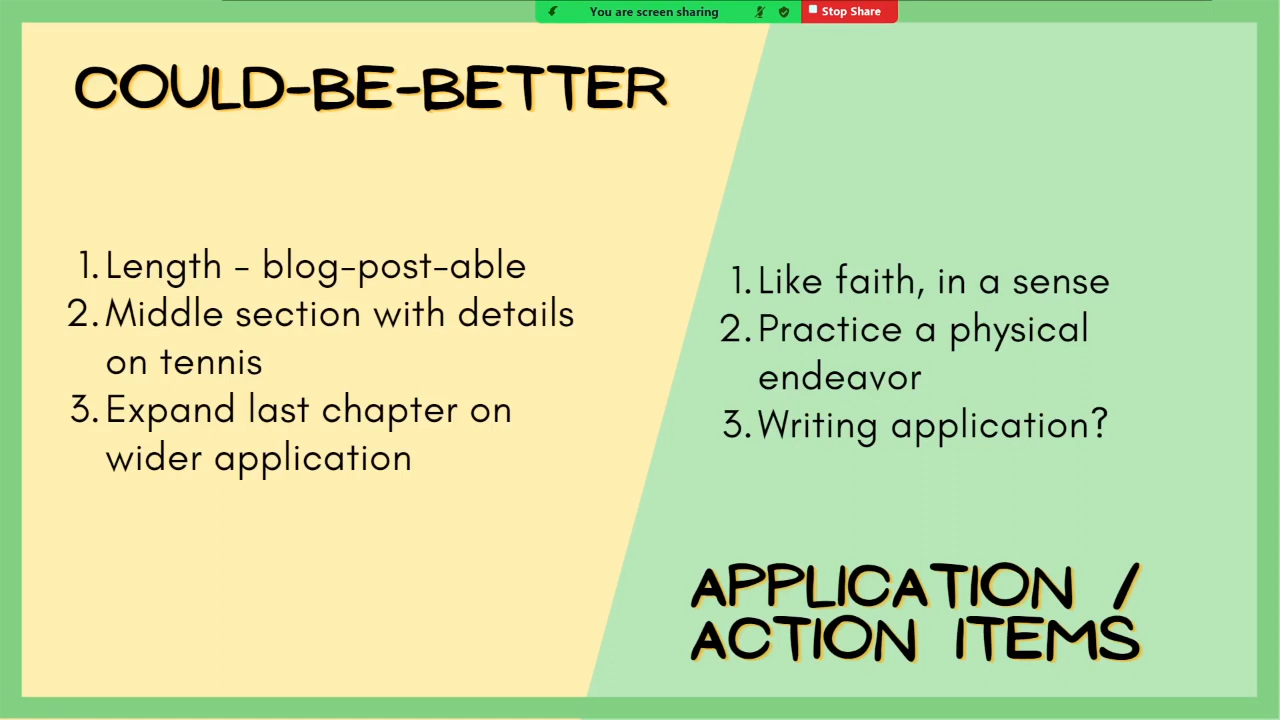 You are screen sharing
Stop Share
COULD-BE-BETTER
1. Length - blog-post-able
2. Middle section with details
on tennis
3. Expand last chapter on
wider application
1. Like faith, in a sense
2. Practice a physical
endeavor
3. Writing application?
APPLICATION /
ACTION ITEMS